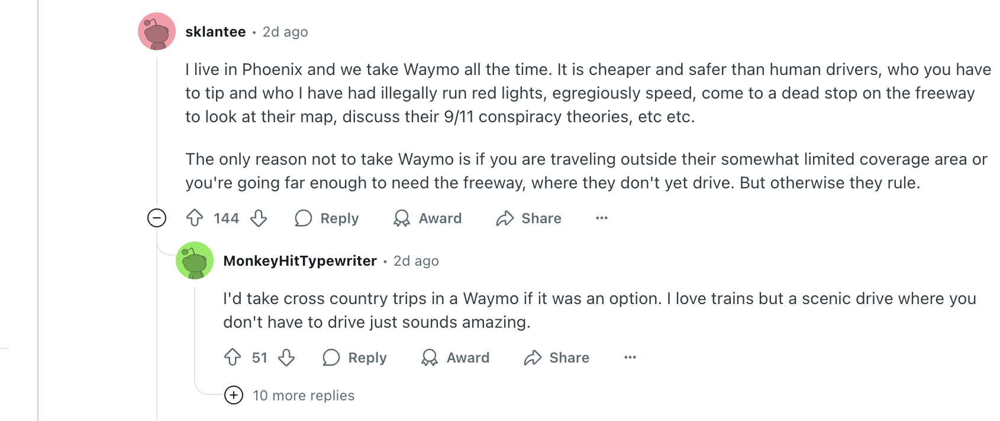 sklantee • 2d ago
I live in Phoenix and we take Waymo all the time. It is cheaper and safer than human drivers, who you have
to tip and who I have had illegally run red lights, egregiously speed, come to a dead stop on the freeway
to look at their map, discuss their 9/11 conspiracy theories, etc etc.
The only reason not to take Waymo is if you are traveling outside their somewhat limited coverage area or
you're going far enough to need the freeway, where they don't yet drive. But otherwise they rule.
144 Reply Award Share ...
MonkeyHitTypewriter • 2d ago
I'd take cross country trips in a Waymo if it was an option. I love trains but a scenic drive where you
don't have to drive just sounds amazing.
51 Reply Award Share ...
10 more replies